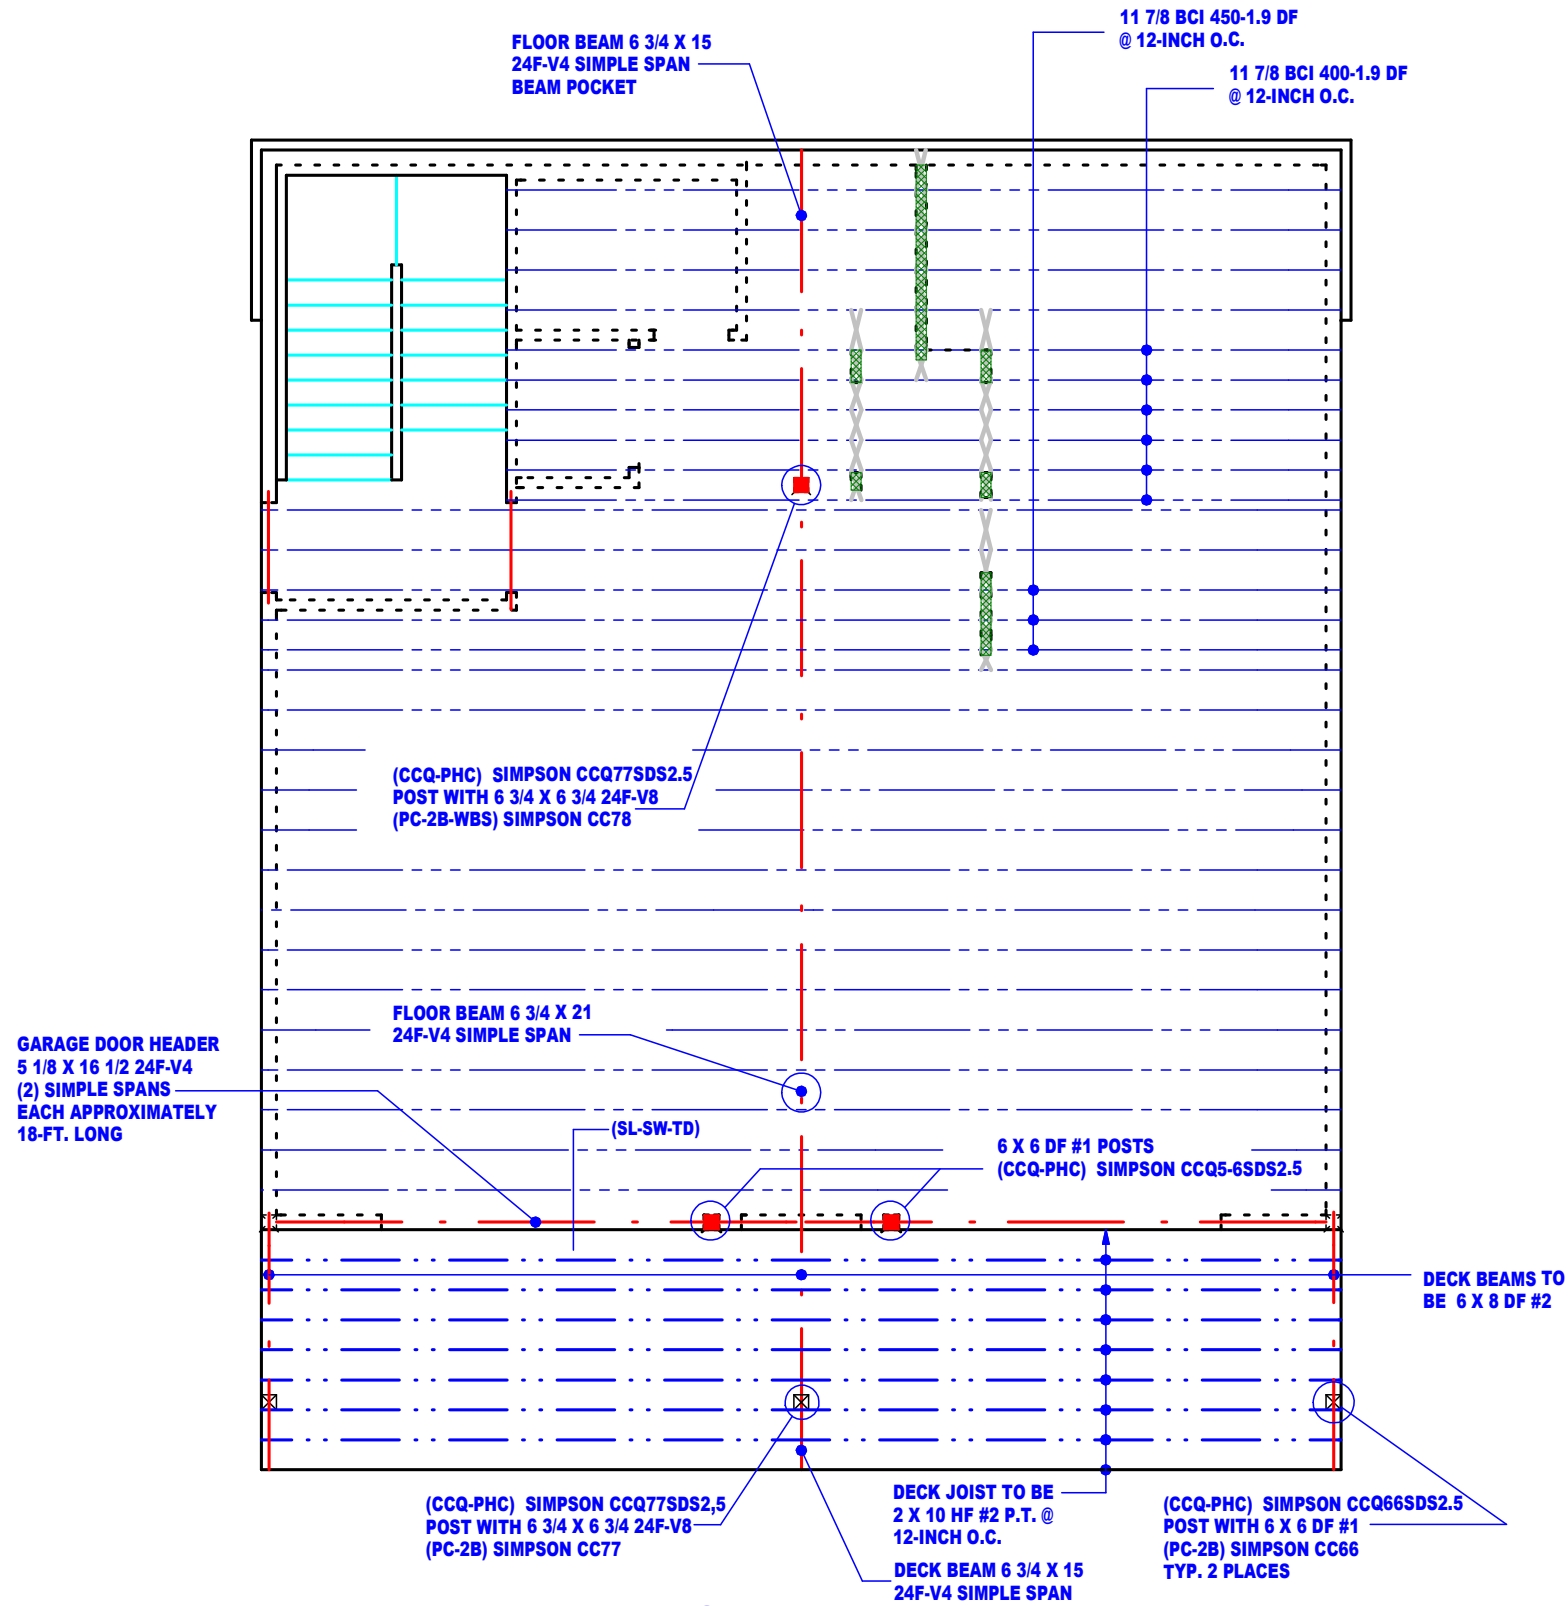 11 7/8 BCI 450-1.9 DF
@ 12-INCH O.C.
FLOOR BEAM 6 3/4 X 15
24F-V4 SIMPLE SPAN
BEAM POCKET
11 7/8 BCI 400-1.9 DF
@ 12-INCH O.C.
(CCQ-PHC) SIMPSON CCQ77SDS2.5
POST WITH 6 3/4 X 6 3/4 24F-V8
(PC-2B-WBS) SIMPSON CC78
FLOOR BEAM 6 3/4 X 21
24F-V4 SIMPLE SPAN
GARAGE DOOR HEADER
5 1/8 X 16 1/2 24F-V4
(2) SIMPLE SPANS
EACH APPROXIMATELY
18-FT. LONG
(SL-SW-TD)
6 X 6 DF #1 POSTS
(CCQ-PHC) SIMPSON CCQ5-6SDS2.5
DECK BEAMS TO
BE 6 X 8 DF #2
(CCQ-PHC) SIMPSON CCQ77SDS2,5
POST WITH 6 3/4 X 6 3/4 24F-V8
(PC-2B) SIMPSON CC77
DECK JOIST TO BE
2 X 10 HF #2 P.T. @
12-INCH O.C.
DECK BEAM 6 3/4 X 15
24F-V4 SIMPLE SPAN
(CCQ-PHC) SIMPSON CCQ66SDS2.5
POST WITH 6 X 6 DF #1
(PC-2B) SIMPSON CC66
TYP. 2 PLACES